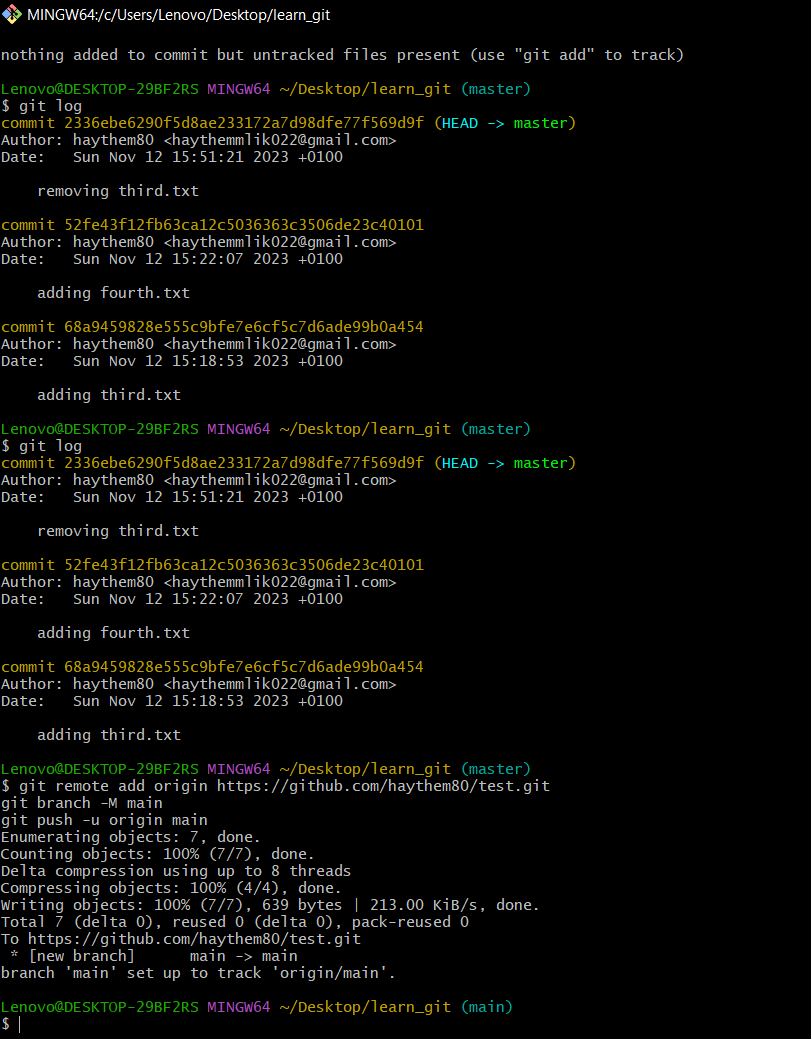 MINGW64:/c/Users/Lenovo/Desktop/learn_git
nothing added to commit but untracked files present (use "git add" to track)
Lenovo@DESKTOP-29BF2RS MINGW64 ~/Desktop/learn_git (master)
$ git log
commit 2336ebe6290f5d8ae233172a7d98dfe77f569d9f (HEAD -> master)
Author: haythem80 <haythemmlik022@gmail.com>
Date:   Sun Nov 12 15:51:21 2023 +0100
    removing third.txt
commit 52fe43f12fb63ca12c5036363c3506de23c40101
Author: haythem80 <haythemmlik022@gmail.com>
Date:   Sun Nov 12 15:22:07 2023 +0100
    adding fourth.txt
commit 68a9459828e555c9bfe7e6cf5c7d6ade99b0a454
Author: haythem80 <haythemmlik022@gmail.com>
Date:   Sun Nov 12 15:18:53 2023 +0100
    adding third.txt
Lenovo@DESKTOP-29BF2RS MINGW64 ~/Desktop/learn_git (master)
$ git log
commit 2336ebe6290f5d8ae233172a7d98dfe77f569d9f (HEAD -> master)
Author: haythem80 <haythemmlik022@gmail.com>
Date:   Sun Nov 12 15:51:21 2023 +0100
    removing third.txt
commit 52fe43f12fb63ca12c5036363c3506de23c40101
Author: haythem80 <haythemmlik022@gmail.com>
Date:   Sun Nov 12 15:22:07 2023 +0100
    adding fourth.txt
commit 68a9459828e555c9bfe7e6cf5c7d6ade99b0a454
Author: haythem80 <haythemmlik022@gmail.com>
Date:   Sun Nov 12 15:18:53 2023 +0100
    adding third.txt
Lenovo@DESKTOP-29BF2RS MINGW64 ~/Desktop/learn_git (master)
$ git remote add origin https://github.com/haythem80/test.git
git branch -M main
git push -u origin main
Enumerating objects: 7, done.
Counting objects: 100% (7/7), done.
Delta compression using up to 8 threads
Compressing objects: 100% (4/4), done.
Writing objects: 100% (7/7), 639 bytes | 213.00 KiB/s, done.
Total 7 (delta 0), reused 0 (delta 0), pack-reused 0
To https://github.com/haythem80/test.git
 * [new branch]      main -> main
branch 'main' set up to track 'origin/main'.
Lenovo@DESKTOP-29BF2RS MINGW64 ~/Desktop/learn_git (main)
$